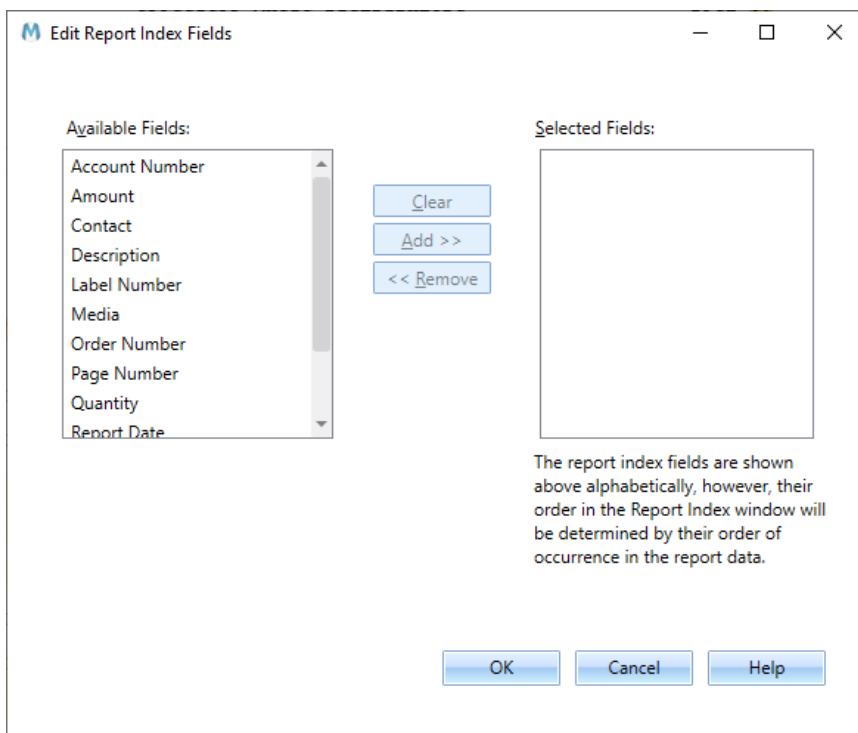 Edit Report Index Fields
Available Fields:
Selected Fields:
Account Number
Amount
Contact
Description
Label Number
Media
Order Number
Page Number
Quantity
Report Date
Clear
Add >>
<< Remove
The report index fields are shown
above alphabetically, however, their
order in the Report Index window will
be determined by their order of
occurrence in the report data.
OK
Cancel
Help